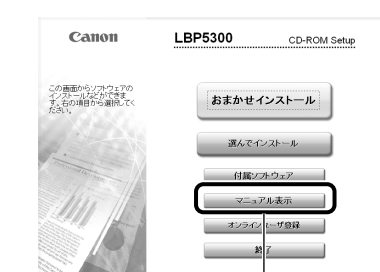 Canon
LBP5300 CD-ROM Setup
この画面からソフトウェアの
インストールなどができま
す。右の項目から選択してく
ださい。
おまかせインストール
選んでインストール
付属ソフトウェア
マニュアル表示
オンラインユーザ登録
終了